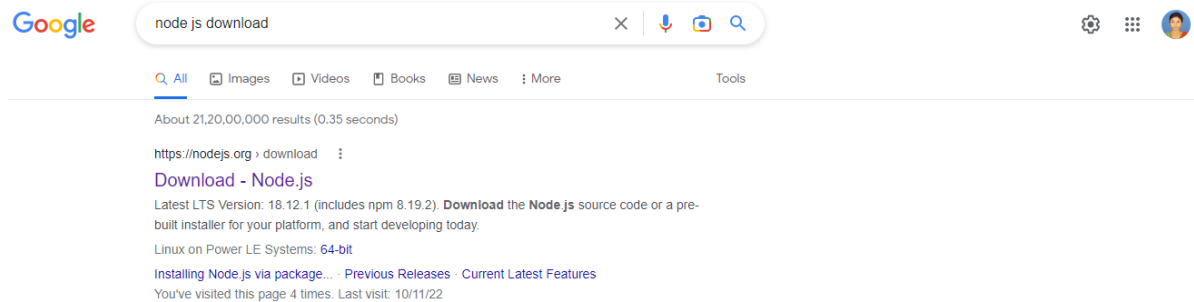 Google
node js download
All Images Videos Books News More Tools
About 21,20,00,000 results (0.35 seconds)
https://nodejs.org › download
Download - Node.js
Latest LTS Version: 18.12.1 (includes npm 8.19.2). Download the Node.js source code or a pre-
built installer for your platform, and start developing today.
Linux on Power LE Systems: 64-bit
Installing Node.js via package... · Previous Releases · Current Latest Features
You've visited this page 4 times. Last visit: 10/11/22